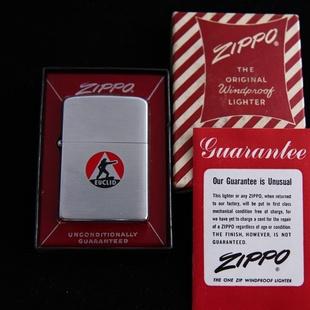 ZIPPO
THE
ORIGINAL
Windproof
LIGHTER
ZIPPO
EUCLID
UNCONDITIONALLY
GUARANTEED
Guarantee
Our Guarantee is Unusual
This lighter or any ZIPPO, when returned
to our factory, will be put in first class
mechanical condition free of charge, for
we have yet to charge a cent for the repair
of a ZIPPO regardless of age or condition.
THE FINISH, HOWEVER, IS NOT
GUARANTEED.
ZIPPO
THE ONE ZIP WINDPROOF LIGHTER